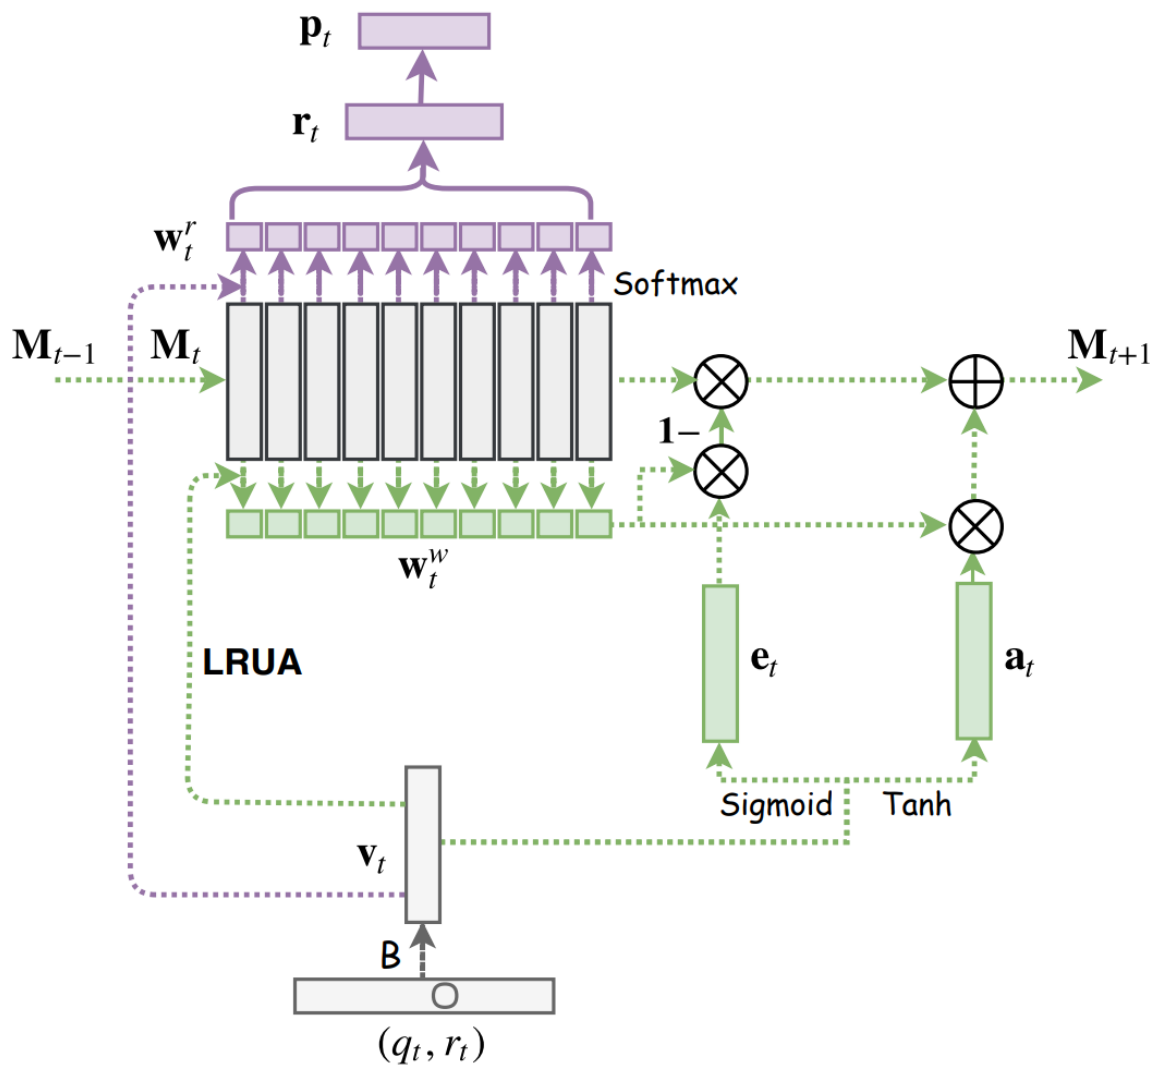 p_t
r_t
w_t^r
Softmax
M_{t−1}
M_t
M_{t+1}
1−
w_t^w
LRUA
e_t
a_t
Sigmoid
Tanh
v_t
B
O
(q_t, r_t)